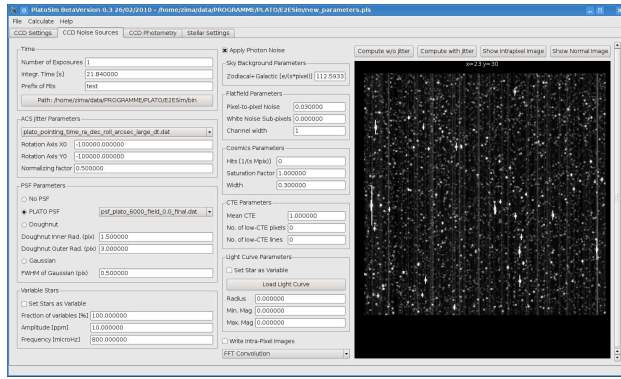 PlatoSim BetaVersion 0.3 26/02/2010 - /home/zima/data/PROGRAMME/PLATO/E2ESim/new_parameters.pls
File Calculate Help
CCD Settings CCD Noise Sources CCD Photometry Stellar Settings
Time
Number of Exposures 1
Integr. Time [s] 21.840000
Prefix of Fits test
Path: /home/zima/data/PROGRAMME/PLATO/E2ESim/bin
ACS Jitter Parameters
plato_pointing_time_ra_dec_roll_arcsec_large_dt.dat
Rotation Axis X0 -100000.000000
Rotation Axis Y0 -100000.000000
Normalizing factor 0.500000
PSF Parameters
No PSF
PLATO PSF psf_plato_6000_field_0.0_final.dat
Doughnut
Doughnut Inner Rad. (pix) 1.500000
Doughnut Outer Rad. (pix) 3.000000
Gaussian
FWHM of Gaussian (pix) 0.500000
Variable Stars
Set Stars as Variable
Fraction of variables [%] 100.000000
Amplitude [ppm] 10.000000
Frequency [microHz] 800.000000
Apply Photon Noise
Sky Background Parameters
Zodiacal+Galactic [e/(s*pixel)] 112.5933
Flatfield Parameters
Pixel-to-pixel Noise 0.030000
White Noise Sub-pixels 0.000000
Channel width 1
Cosmics Parameters
Hits [1/(s Mpix)] 0
Saturation Factor 1.000000
Width 0.300000
CTE Parameters
Mean CTE 1.000000
No. of low-CTE pixels 0
No. of low-CTE lines 0
Light Curve Parameters
Set Star as Variable
Load Light Curve
Radius 0.000000
Min. Mag 0.000000
Max. Mag 0.000000
Write Intra-Pixel Images
FFT Convolution
Compute w/o Jitter Compute with Jitter Show Intrapixel Image Show Normal Image
x=23 y=30